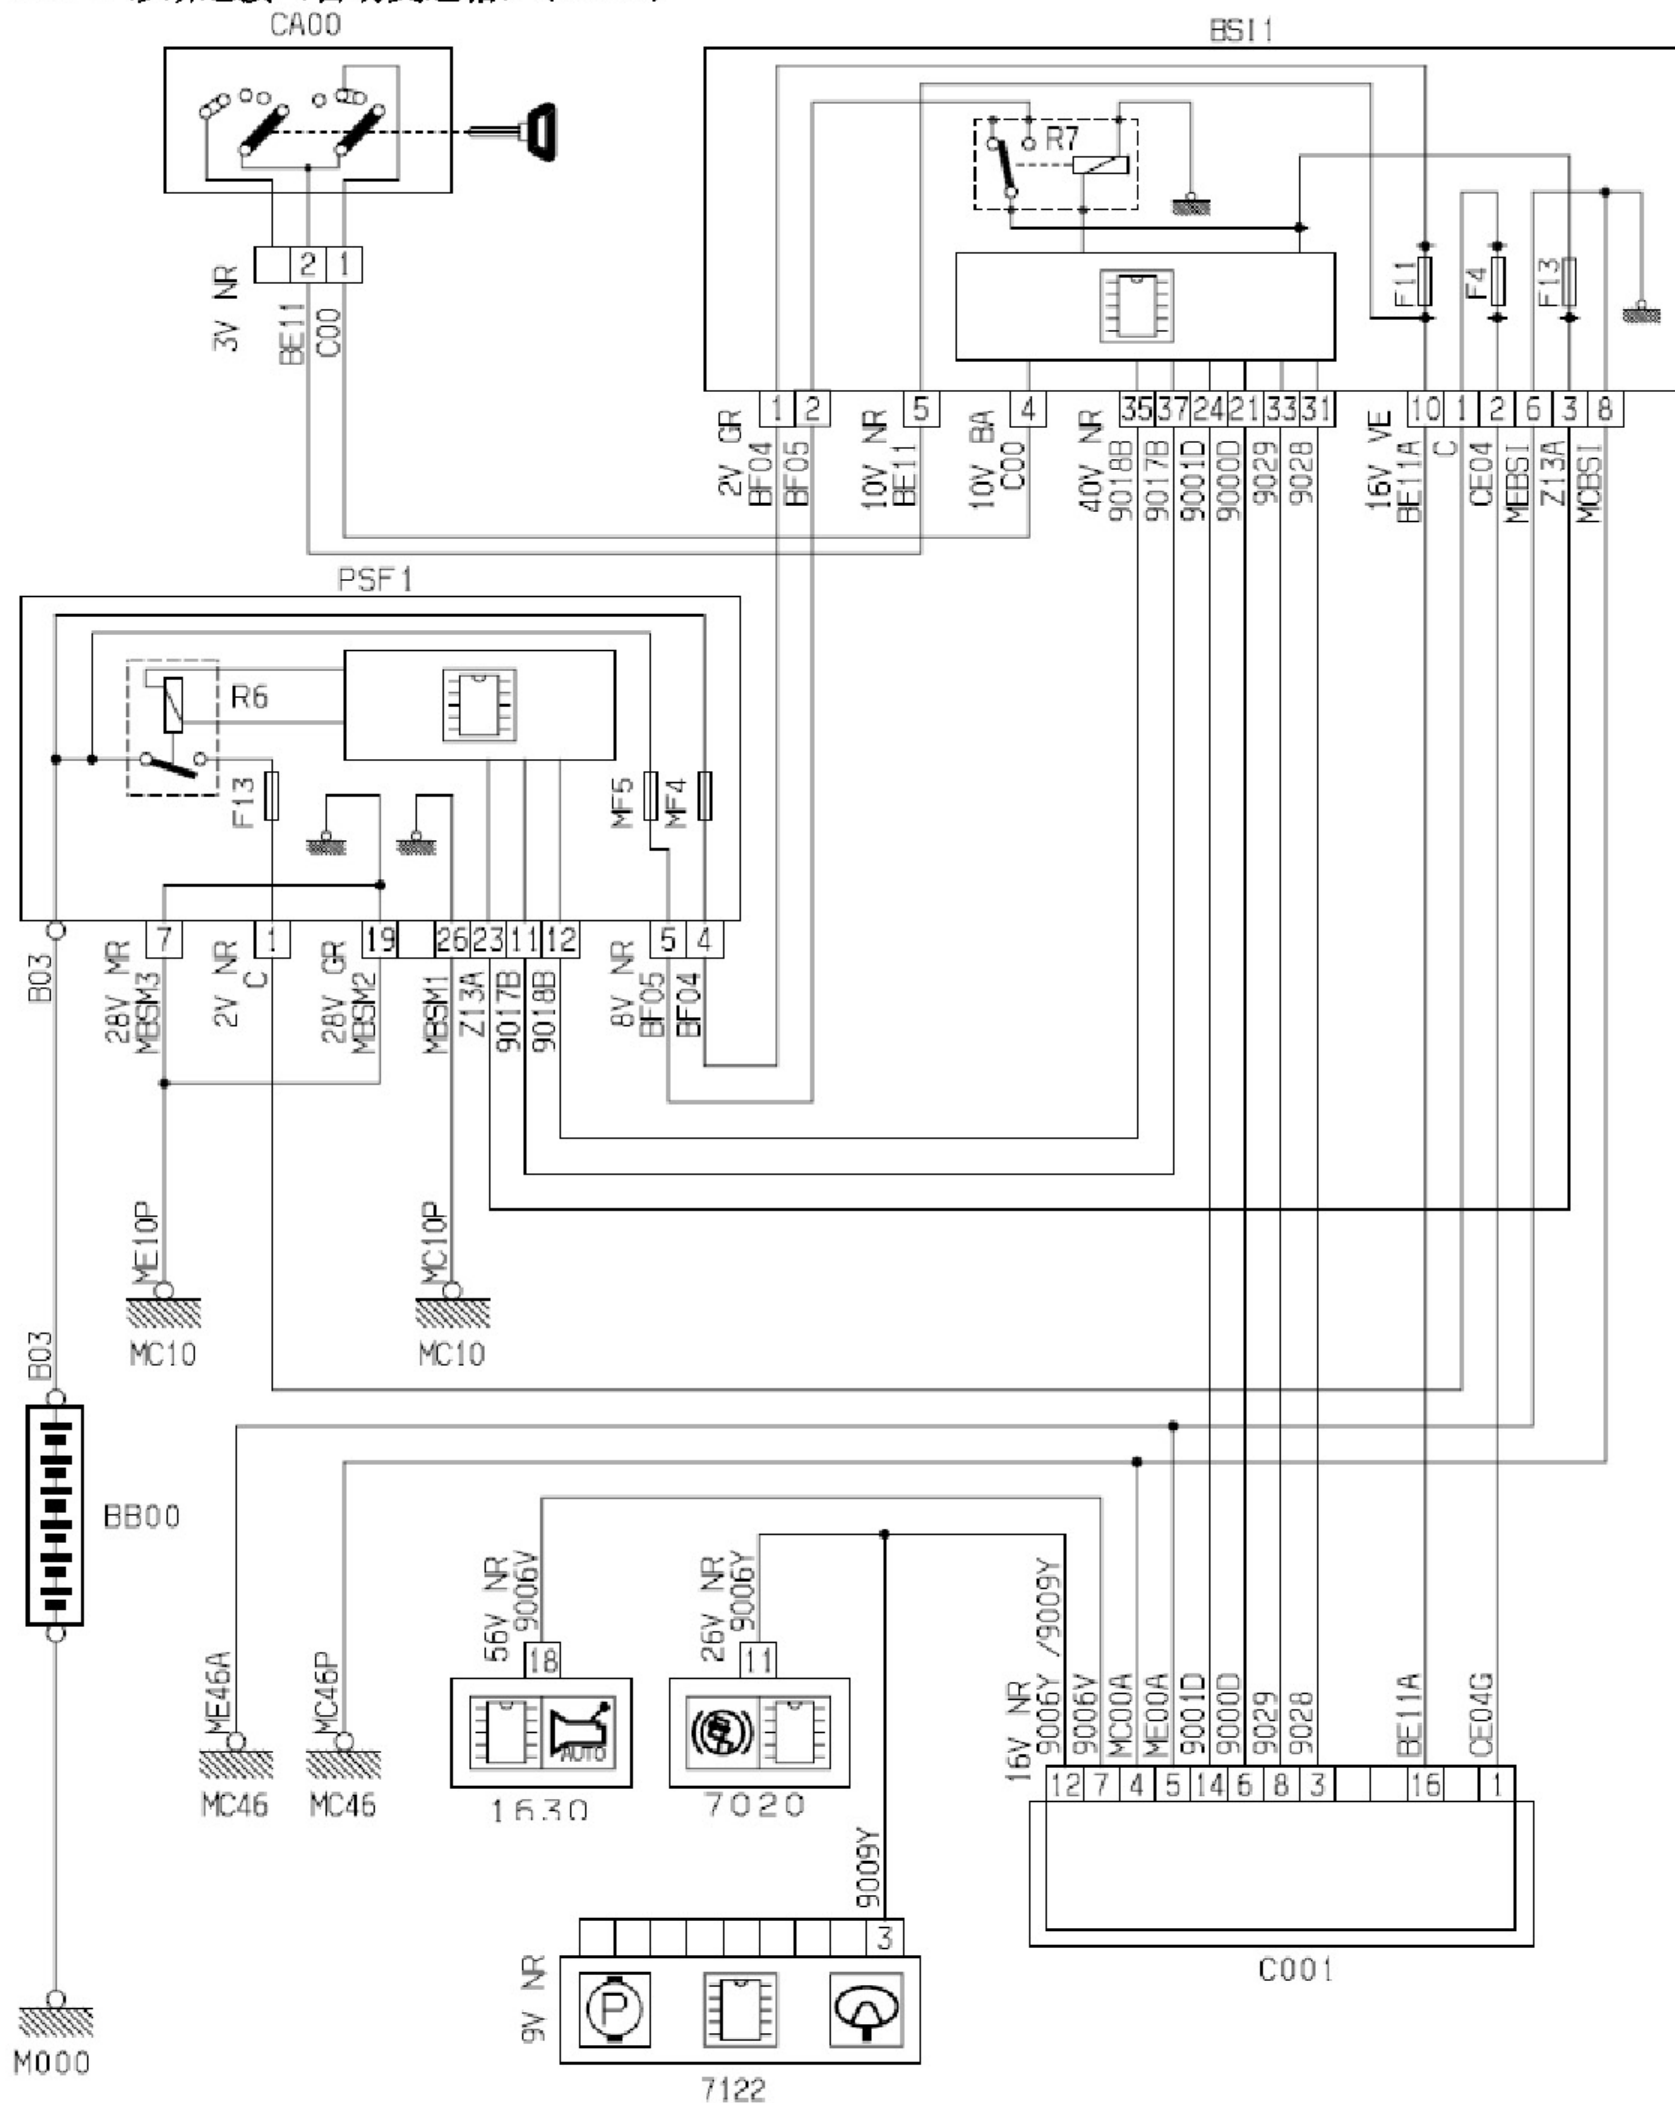 CA00
BSI1
R7
F11
F4
F13
2 1
3V NR
BE11
C00
1 2 5 4 35 37 24 21 33 31 10 1 2 6 3 8
2V GR
BF04
BF05
10V NR
BE11
10V BA
C00
40V NR
9018B
9017B
9001D
9000D
9029
9028
16V VE
BE11A
C
CE04
MEBSI
Z13A
MCBSI
PSF1
R6
F13
MF5
MF4
7 1 19 26 23 11 12 5 4
B03
28V MR
MBSM3
2V NR
C
28V GR
MBSM2
MBSM1
Z13A
9017B
9018B
8V NR
BF05
BF04
ME10P
MC10P
MC10
MC10
B03
BB00
56V NR
9006V
26V NR
9006Y
18
11
AUTO
1630
7020
ME46A
MC46P
MC46
MC46
16V NR
9006Y /9009Y
9006V
MC00A
ME00A
9001D
9000D
9029
9028
BE11A
CE04G
12 7 4 5 14 6 8 3 16 1
C001
9009Y
3
9V NR
P
7122
M000